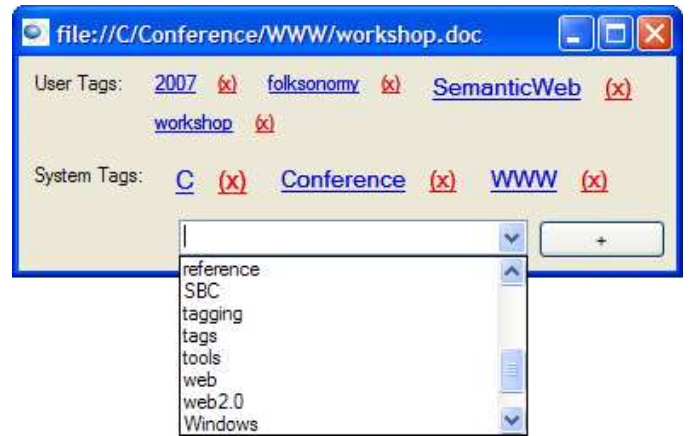 file://C/Conference/WWW/workshop.doc
User Tags: 2007 (x) folksonomy (x) SemanticWeb (x)
workshop (x)
System Tags: C (x) Conference (x) WWW (x)
+
reference
SBC
tagging
tags
tools
web
web2.0
Windows